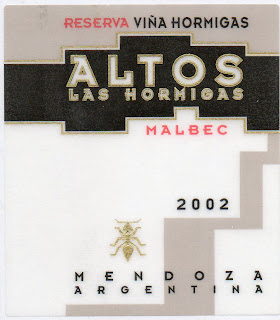 RESERVA VIÑA HORMIGAS
ALTOS
LAS HORMIGAS
MALBEC
2002
MENDOZA
ARGENTINA